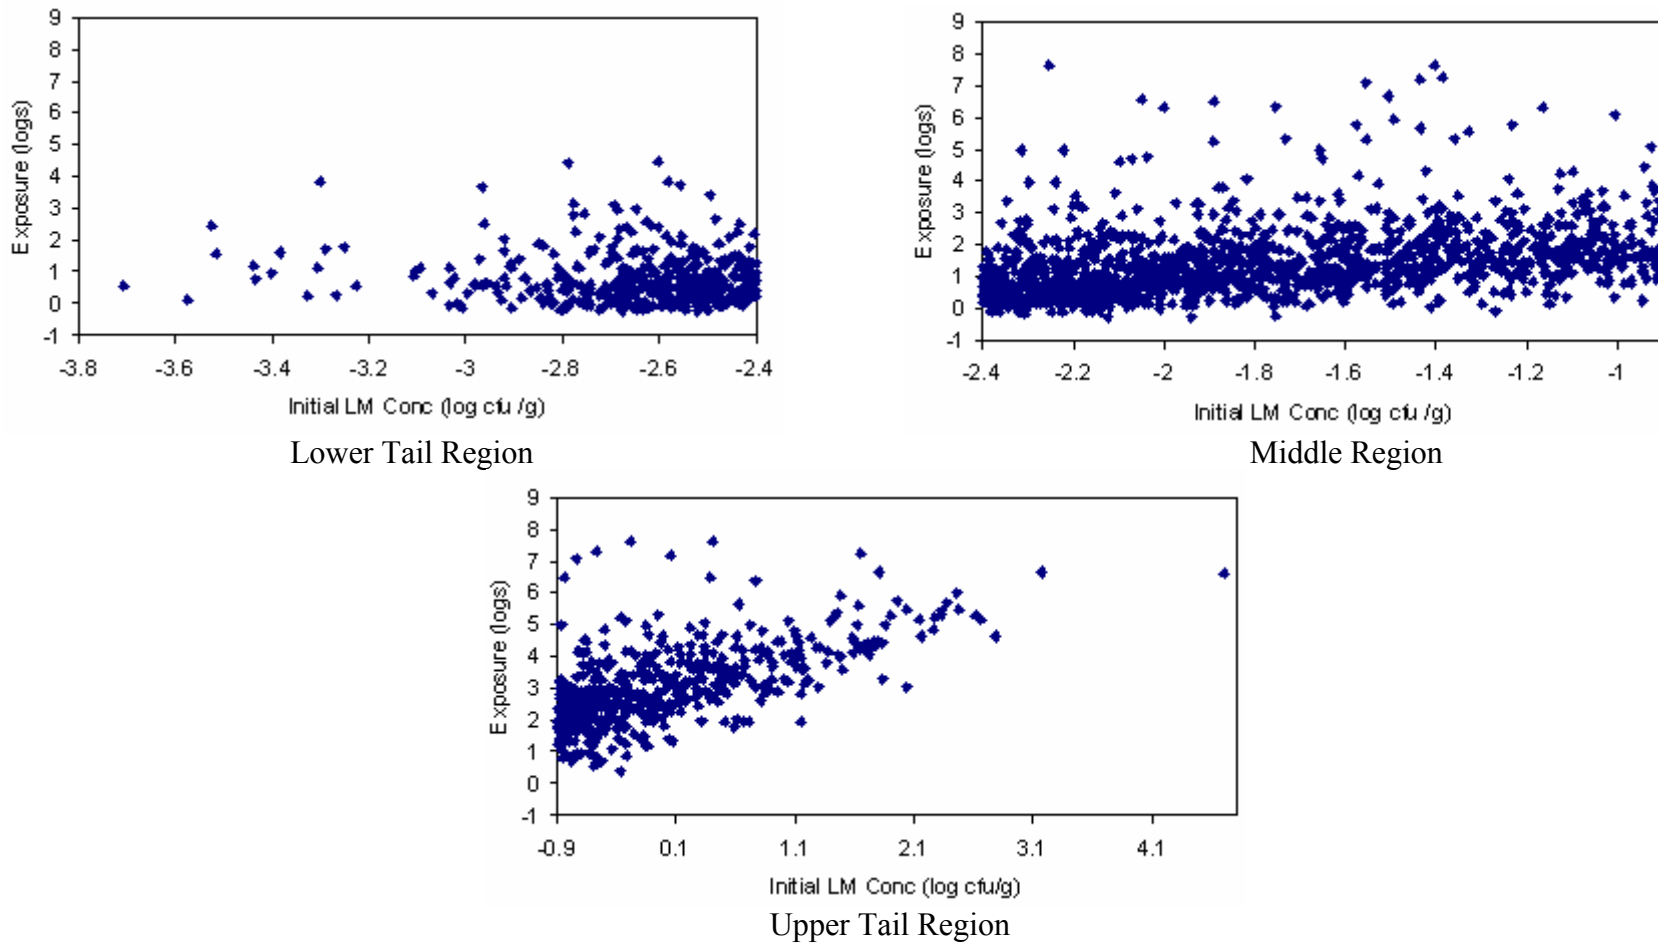 9
8
7
6
5
4
3
2
1
0
-1
Exposure (logs)
-3.8 -3.6 -3.4 -3.2 -3 -2.8 -2.6 -2.4
Initial LM Conc (log cfu /g)
Lower Tail Region
9
8
7
6
5
4
3
2
1
0
-1
Exposure (logs)
-2.4 -2.2 -2 -1.8 -1.6 -1.4 -1.2 -1
Initial LM Conc (log cfu /g)
Middle Region
9
8
7
6
5
4
3
2
1
0
-1
Exposure (logs)
-0.9 0.1 1.1 2.1 3.1 4.1
Initial LM Conc (log cfu/g)
Upper Tail Region